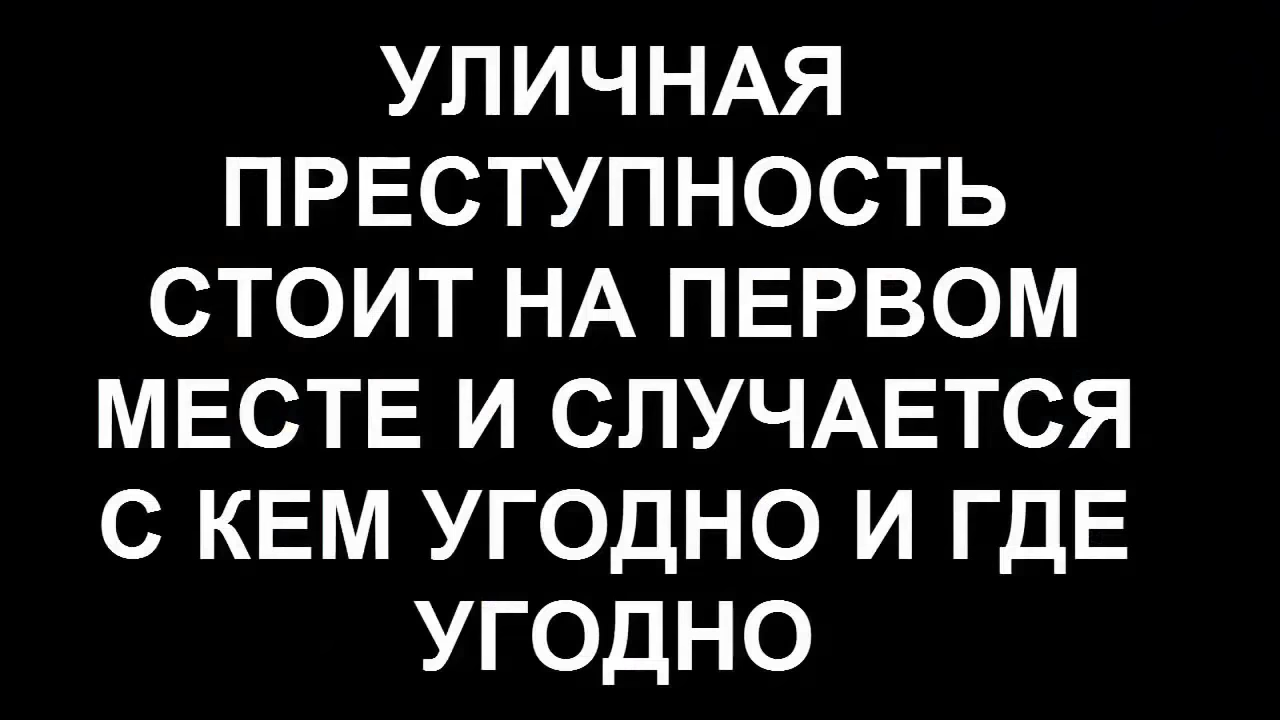 УЛИЧНАЯ
ПРЕСТУПНОСТЬ
СТОИТ НА ПЕРВОМ
МЕСТЕ И СЛУЧАЕТСЯ
С КЕМ УГОДНО И ГДЕ
УГОДНО